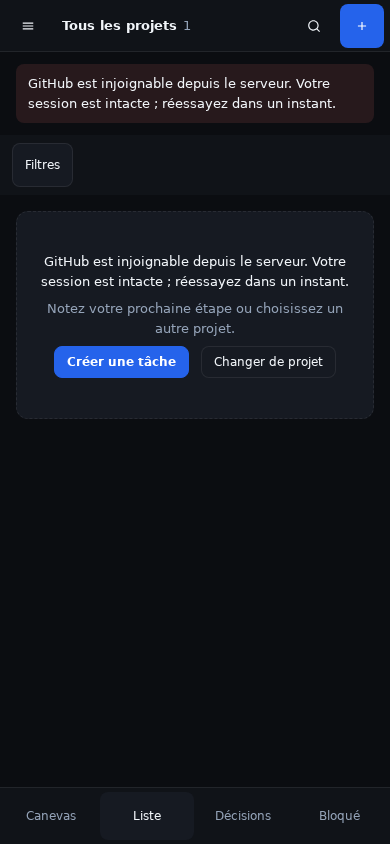 Tous les projets 1
GitHub est injoignable depuis le serveur. Votre
session est intacte ; réessayez dans un instant.
Filtres
GitHub est injoignable depuis le serveur. Votre
session est intacte ; réessayez dans un instant.
Notez votre prochaine étape ou choisissez un
autre projet.
Créer une tâche Changer de projet
Canevas Liste Décisions Bloqué